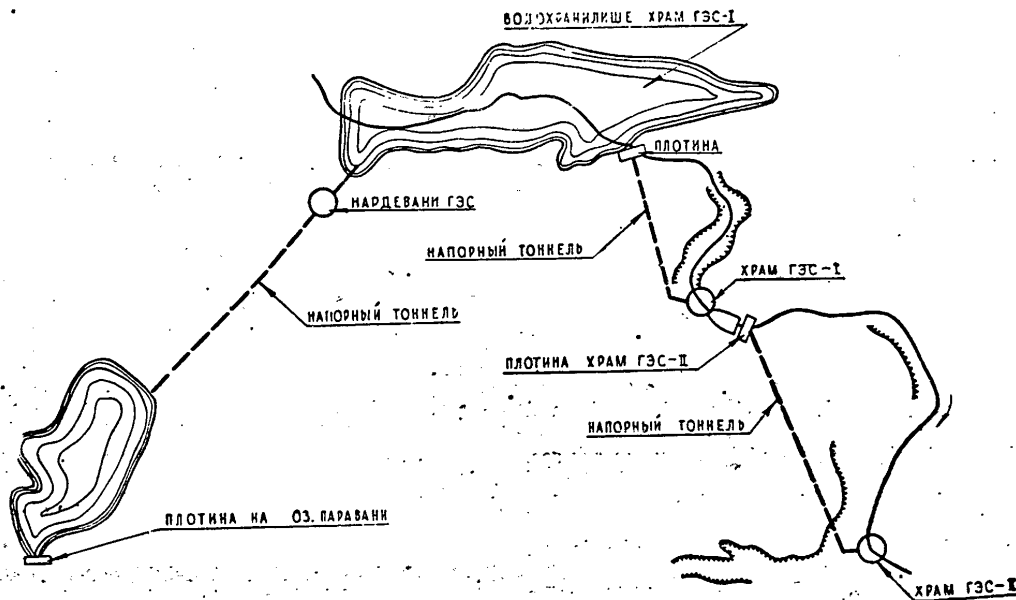 ВОДОХРАНИЛИЩЕ ХРАМ ГЭС-I
ПЛОТИНА
НАРДЕВАНИ ГЭС
НАПОРНЫЙ ТОННЕЛЬ
ХРАМ ГЭС-I
НАПОРНЫЙ ТОННЕЛЬ
ПЛОТИНА ХРАМ ГЭС-II
НАПОРНЫЙ ТОННЕЛЬ
ПЛОТИНА НА ОЗ. ПАРАВАНИ
ХРАМ ГЭС-II